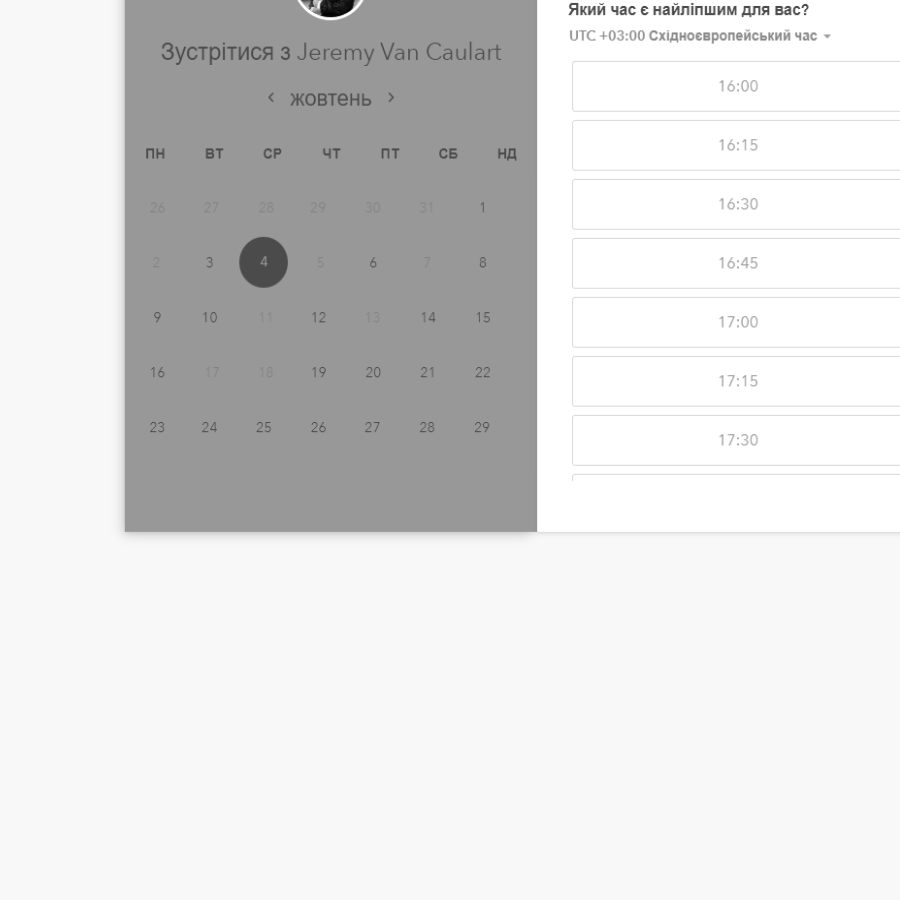 Зустрітися з Jeremy Van Caulart
жовтень
ПН ВТ СР ЧТ ПТ СБ НД
26 27 28 29 30 31 1
2 3 4 5 6 7 8
9 10 11 12 13 14 15
16 17 18 19 20 21 22
23 24 25 26 27 28 29
Який час є найліпшим для вас?
UTC +03:00 Східноєвропейський час
16:00
16:15
16:30
16:45
17:00
17:15
17:30